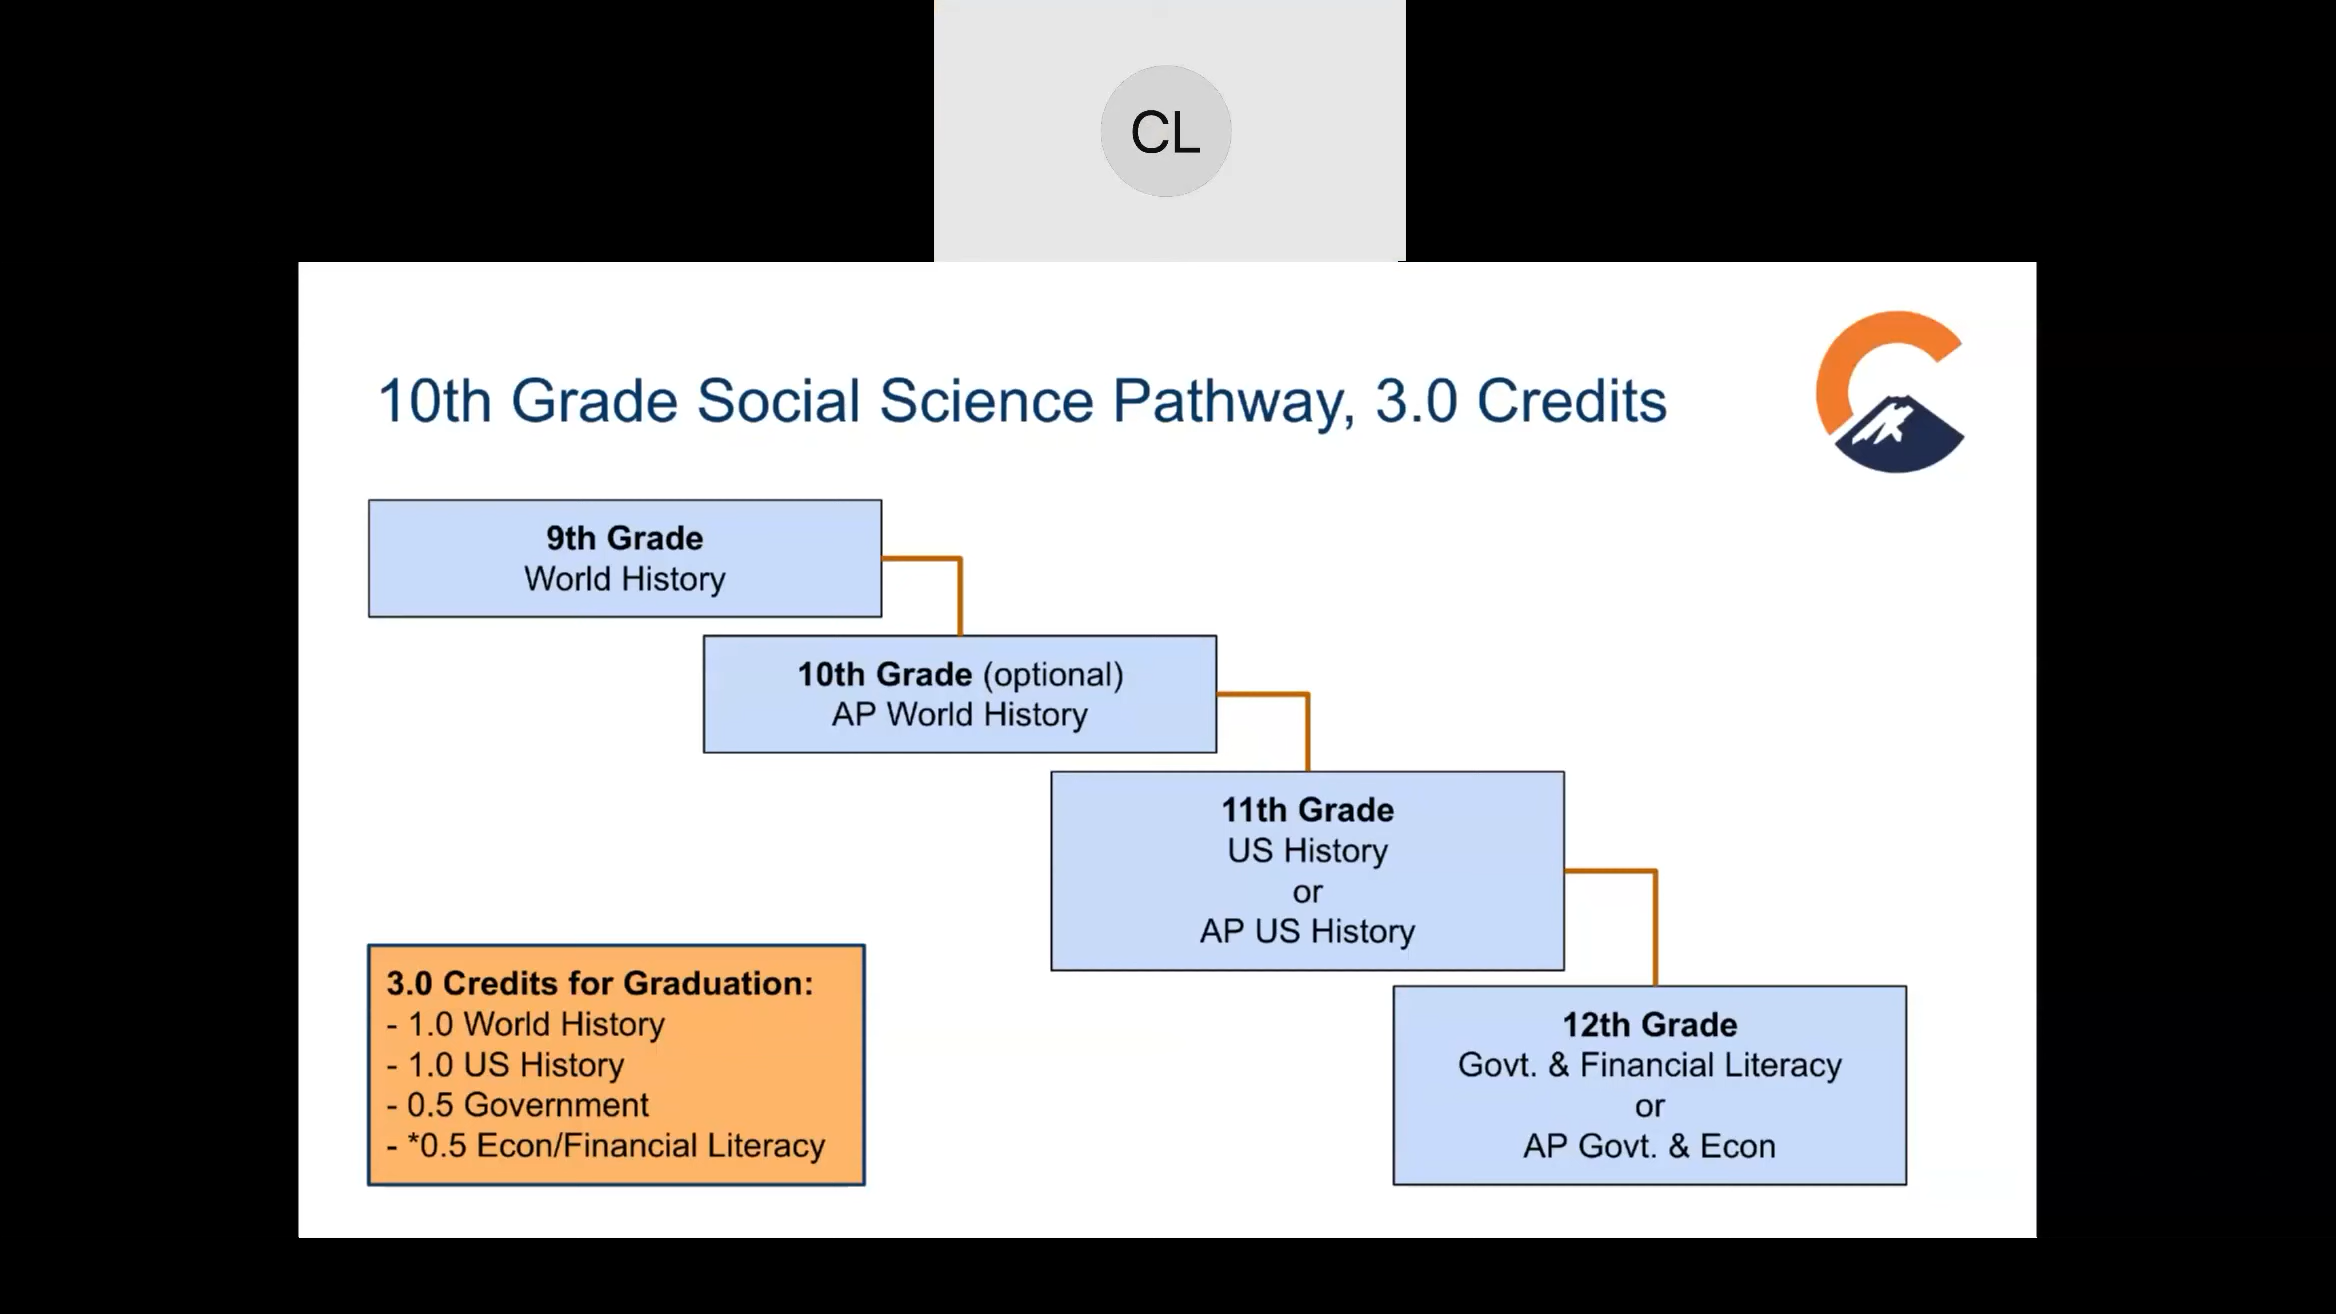 CL
10th Grade Social Science Pathway, 3.0 Credits
9th Grade
World History
10th Grade (optional)
AP World History
11th Grade
US History
or
AP US History
3.0 Credits for Graduation:
- 1.0 World History
- 1.0 US History
- 0.5 Government
- *0.5 Econ/Financial Literacy
12th Grade
Govt. & Financial Literacy
or
AP Govt. & Econ